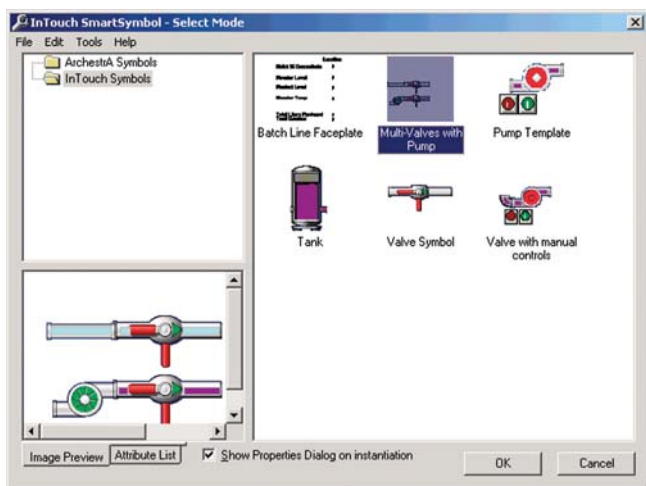 InTouch SmartSymbol - Select Mode
File Edit Tools Help
ArchestrA Symbols
InTouch Symbols
Location
Batch Line Faceplate
Multi-Valves with
Pump
Pump Template
Tank
Valve Symbol
Valve with manual
controls
Image Preview
Attribute List
Show Properties Dialog on instantiation
OK
Cancel